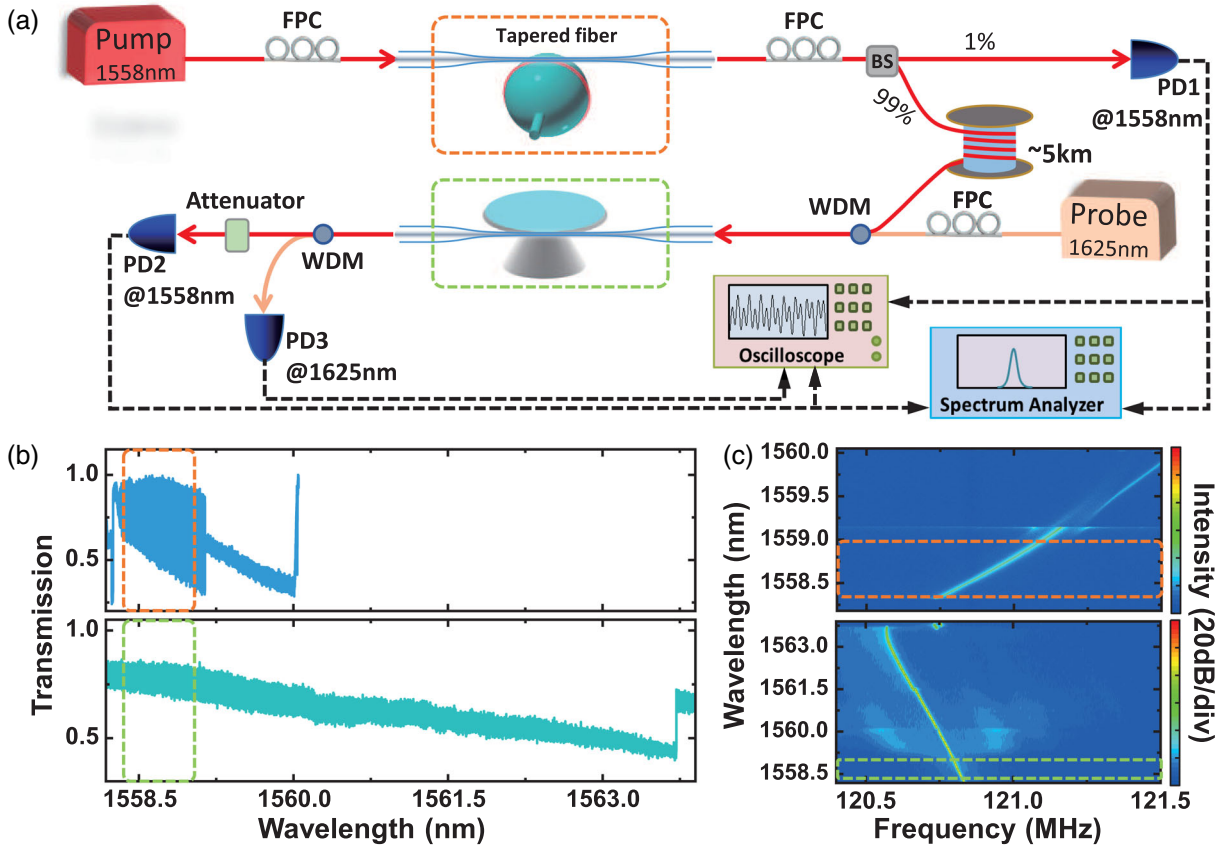 (a)
Pump
1558nm
FPC
Tapered fiber
FPC
BS
1%
99%
PD1
@1558nm
~5km
Attenuator
WDM
FPC
Probe
1625nm
WDM
PD2
@1558nm
PD3
@1625nm
Oscilloscope
Spectrum Analyzer
(b)
Transmission
1.0
0.5
1.0
0.5
1558.5 1560.0 1561.5 1563.0
Wavelength (nm)
(c)
Wavelength (nm)
1560.0
1559.5
1559.0
1558.5
1563.0
1561.5
1560.0
1558.5
120.5 121.0 121.5
Frequency (MHz)
Intensity (20dB/div)